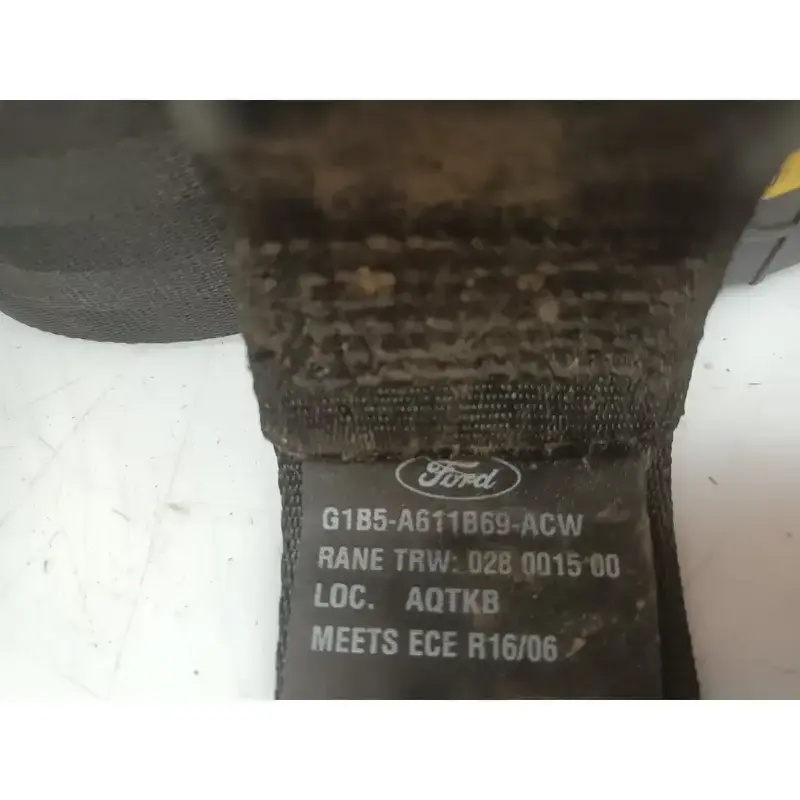 Ford
G1B5-A611B69-ACW
RANE TRW: 028 0015 00
LOC. AQTKB
MEETS ECE R16/06